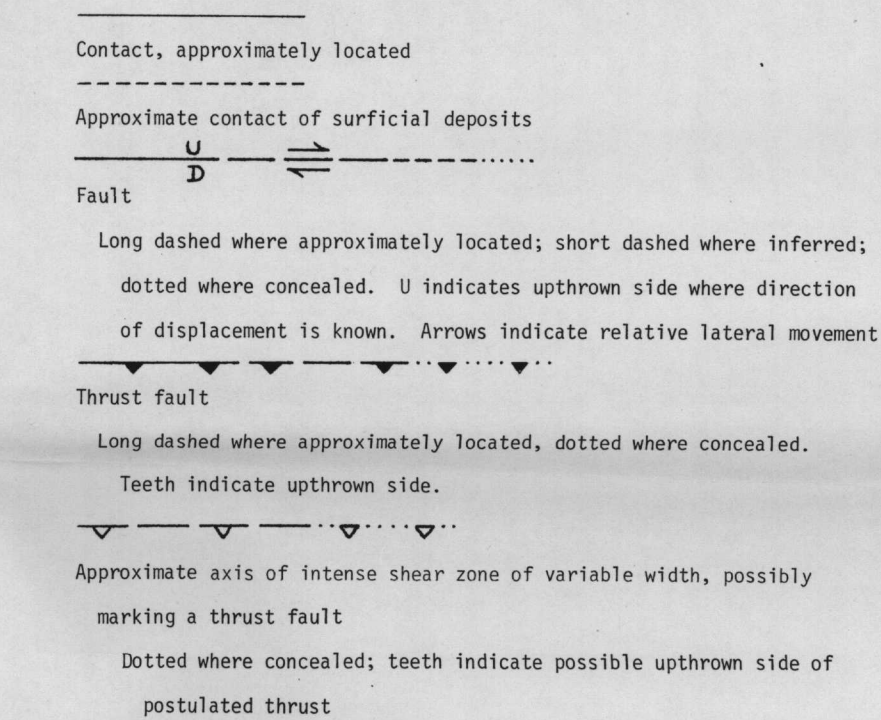 Contact, approximately located
Approximate contact of surficial deposits
U
D
Fault
Long dashed where approximately located; short dashed where inferred;
dotted where concealed. U indicates upthrown side where direction
of displacement is known. Arrows indicate relative lateral movement
Thrust fault
Long dashed where approximately located, dotted where concealed.
Teeth indicate upthrown side.
Approximate axis of intense shear zone of variable width, possibly
marking a thrust fault
Dotted where concealed; teeth indicate possible upthrown side of
postulated thrust